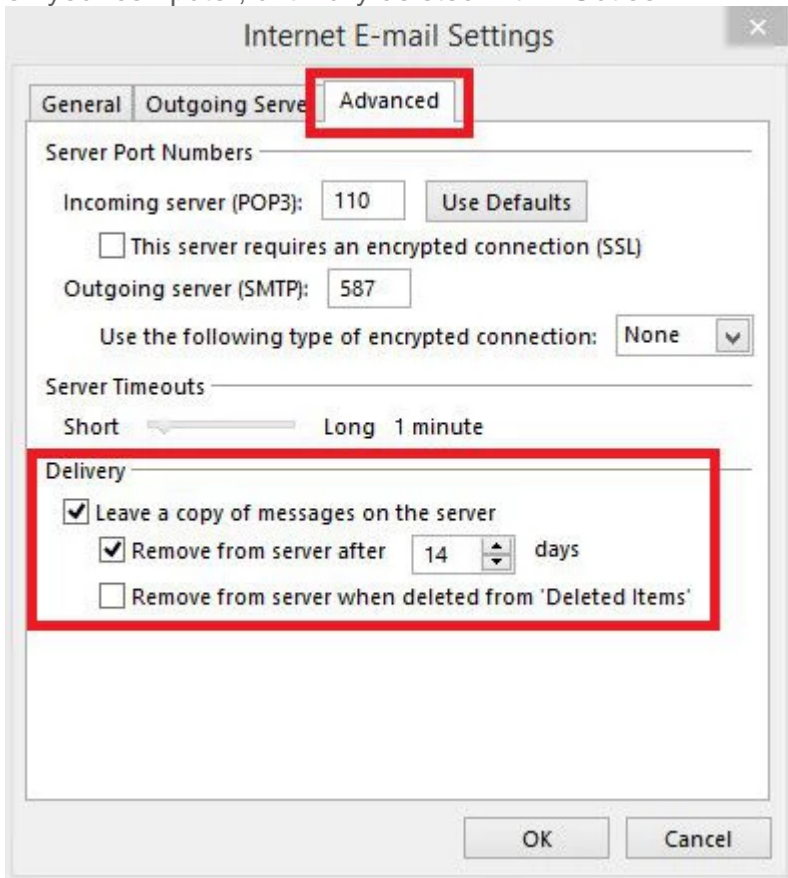 Internet E-mail Settings
General Outgoing Serve Advanced
Server Port Numbers
Incoming server (POP3): 110 Use Defaults
This server requires an encrypted connection (SSL)
Outgoing server (SMTP): 587
Use the following type of encrypted connection: None
Server Timeouts
Short Long 1 minute
Delivery
Leave a copy of messages on the server
Remove from server after 14 days
Remove from server when deleted from 'Deleted Items'
OK Cancel